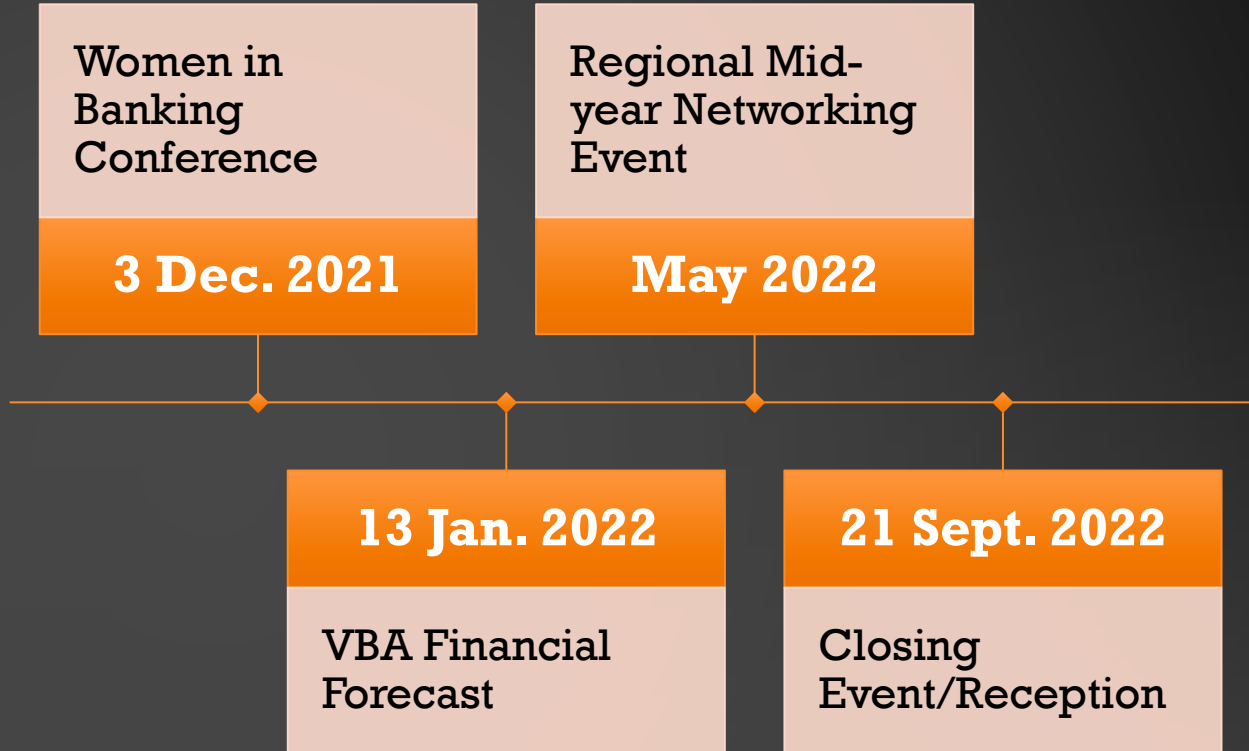 Women in
Banking
Conference
3 Dec. 2021
Regional Mid-
year Networking
Event
May 2022
13 Jan. 2022
VBA Financial
Forecast
21 Sept. 2022
Closing
Event/Reception